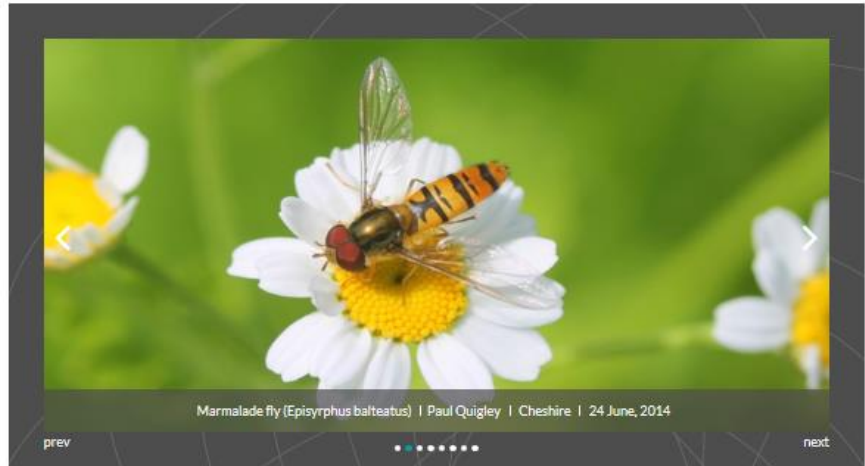 Marmalade fly (Episyrphus balteatus) I Paul Quigley I Cheshire I 24 June, 2014
prev
next